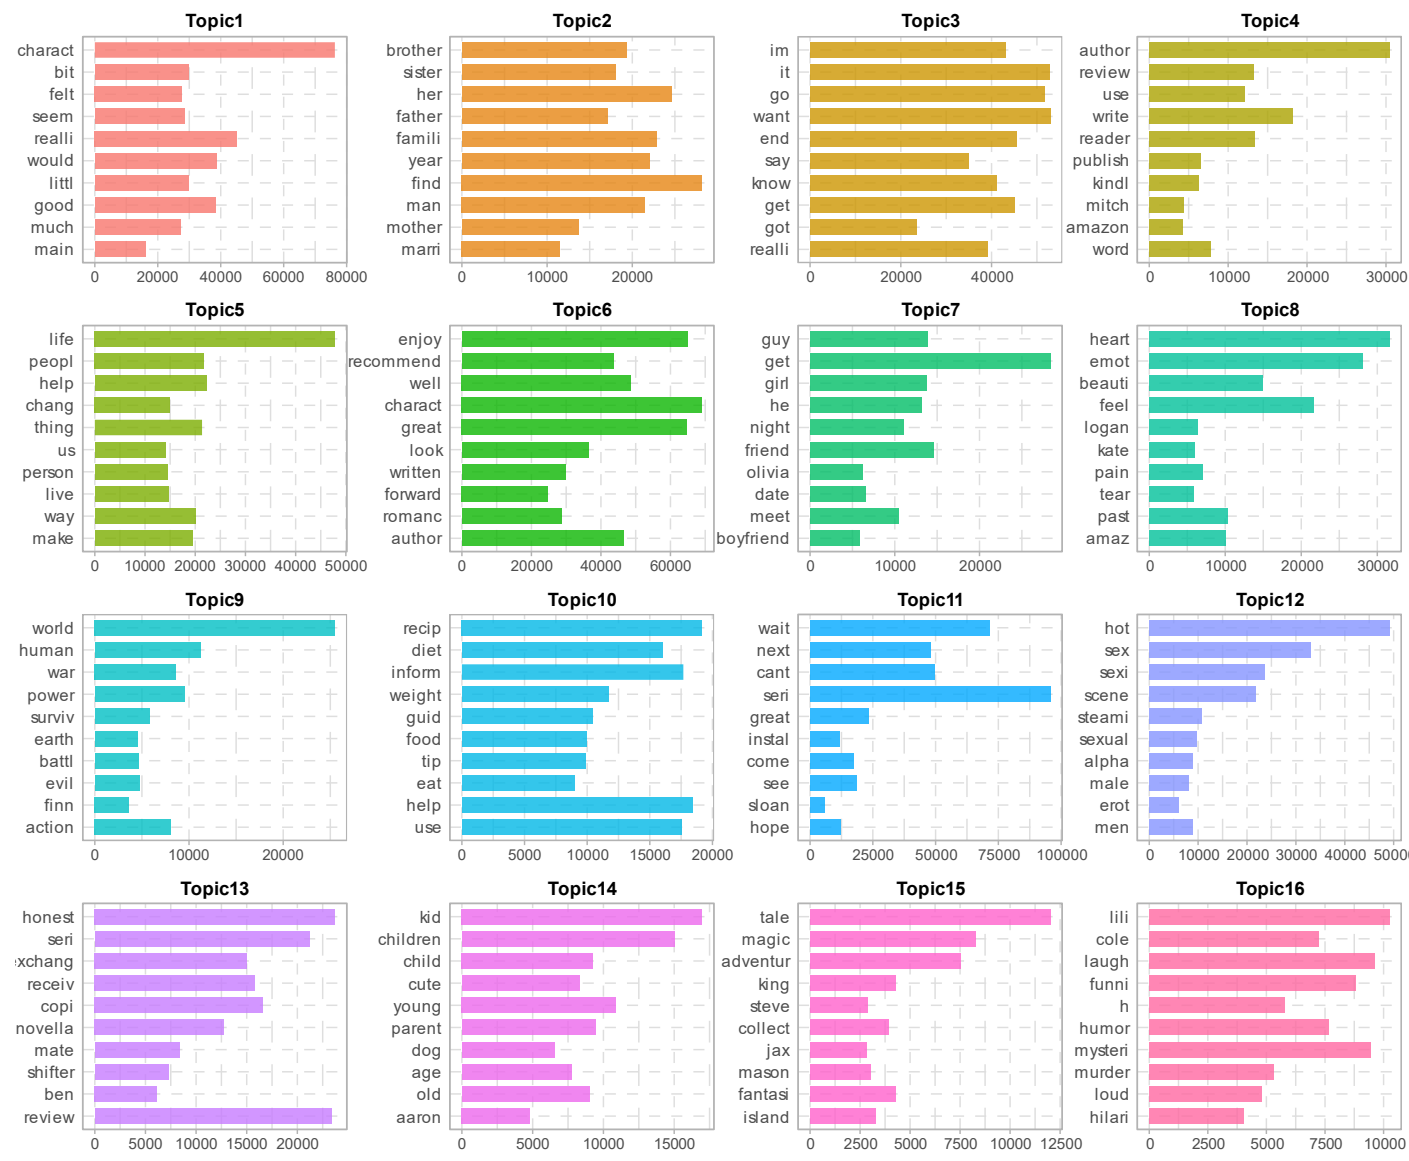 Topic1
charact
bit
felt
seem
realli
would
littl
good
much
main
0 20000 40000 60000 80000
Topic2
brother
sister
her
father
famili
year
find
man
mother
marri
0 10000 20000
Topic3
im
it
go
want
end
say
know
get
got
realli
0 20000 40000
Topic4
author
review
use
write
reader
publish
kindl
mitch
amazon
word
0 10000 20000 30000
Topic5
life
peopl
help
chang
thing
us
person
live
way
make
0 10000 20000 30000 40000 50000
Topic6
enjoy
recommend
well
charact
great
look
written
forward
romanc
author
0 20000 40000 60000
Topic7
guy
get
girl
he
night
friend
olivia
date
meet
boyfriend
0 10000 20000
Topic8
heart
emot
beauti
feel
logan
kate
pain
tear
past
amaz
0 10000 20000 30000
Topic9
world
human
war
power
surviv
earth
battl
evil
finn
action
0 10000 20000
Topic10
recip
diet
inform
weight
guid
food
tip
eat
help
use
0 5000 10000 15000 20000
Topic11
wait
next
cant
seri
great
instal
come
see
sloan
hope
0 25000 50000 75000 100000
Topic12
hot
sex
sexi
scene
steami
sexual
alpha
male
erot
men
0 10000 20000 30000 40000 5000
Topic13
honest
seri
xchang
receiv
copi
novella
mate
shifter
ben
review
0 5000 10000 15000 20000
Topic14
kid
children
child
cute
young
parent
dog
age
old
aaron
0 5000 10000 15000
Topic15
tale
magic
adventur
king
steve
collect
jax
mason
fantasi
island
0 2500 5000 7500 10000 12500
Topic16
lili
cole
laugh
funni
h
humor
mysteri
murder
loud
hilari
0 2500 5000 7500 10000